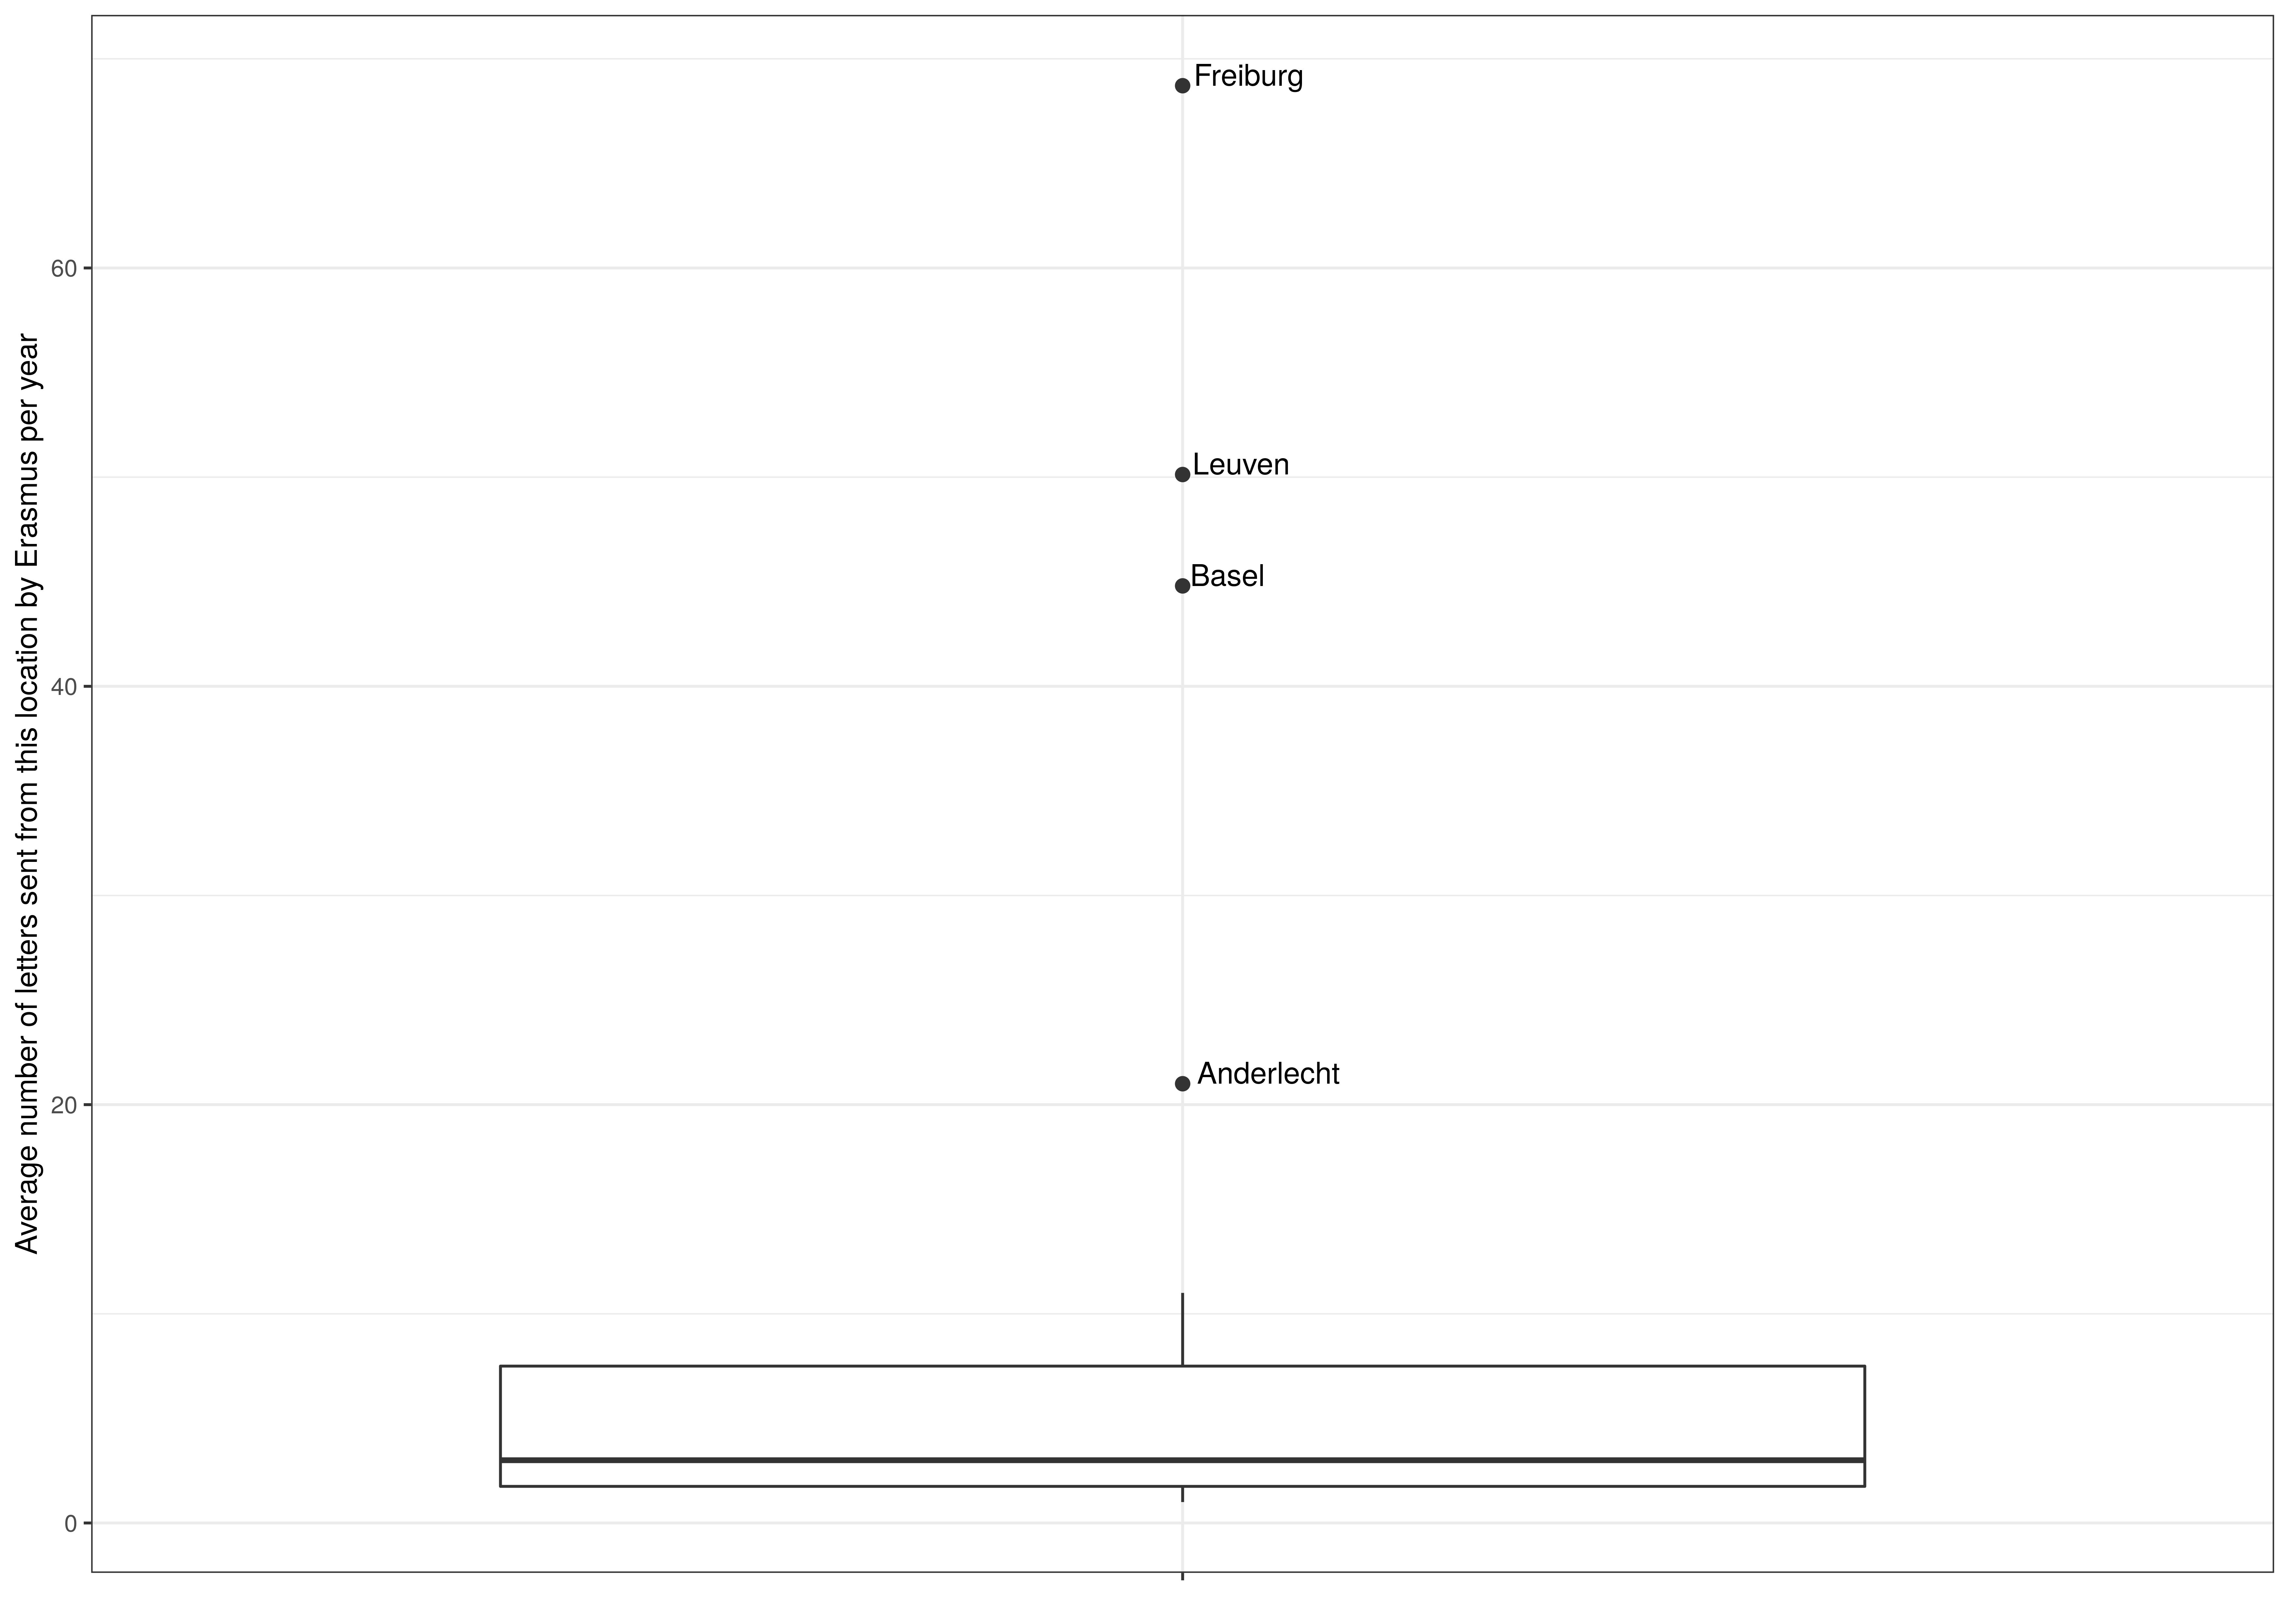 Average number of letters sent from this location by Erasmus per year
Freiburg
60
Leuven
Basel
40
Anderlecht
20
0